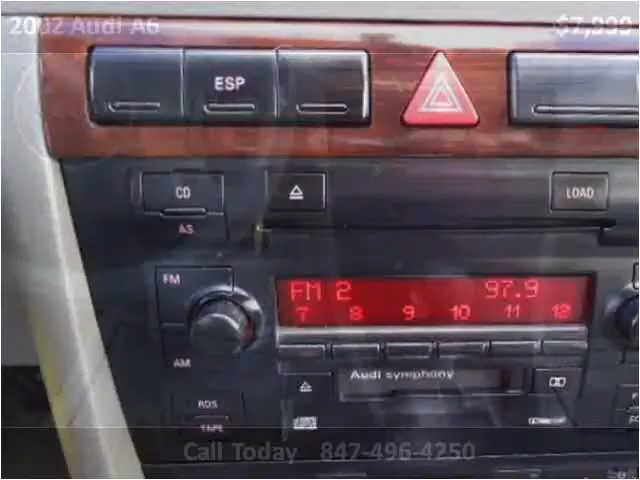 2002 Audi A6 $7,999
ESP
CD LOAD
AS
FM
FM 2 97.9
7 8 9 10 11 12
AM
Audi symphony
RDS
TAPE
Call Today 847-496-4250